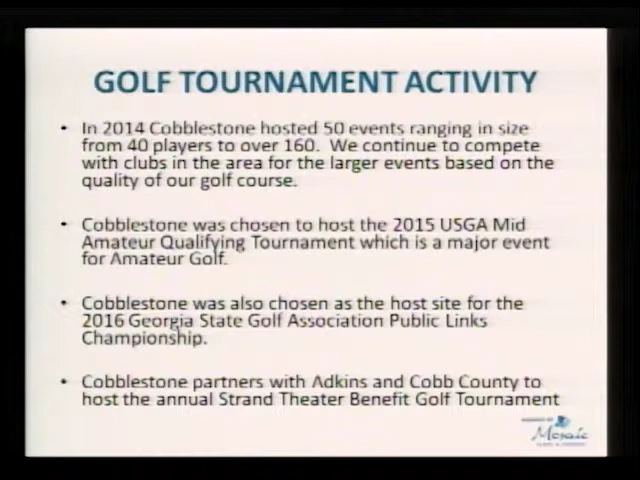 GOLF TOURNAMENT ACTIVITY
• In 2014 Cobblestone hosted 50 events ranging in size
from 40 players to over 160. We continue to compete
with clubs in the area for the larger events based on the
quality of our golf course.
• Cobblestone was chosen to host the 2015 USGA Mid
Amateur Qualifying Tournament which is a major event
for Amateur Golf.
• Cobblestone was also chosen as the host site for the
2016 Georgia State Golf Association Public Links
Championship.
• Cobblestone partners with Adkins and Cobb County to
host the annual Strand Theater Benefit Golf Tournament
Mosaic